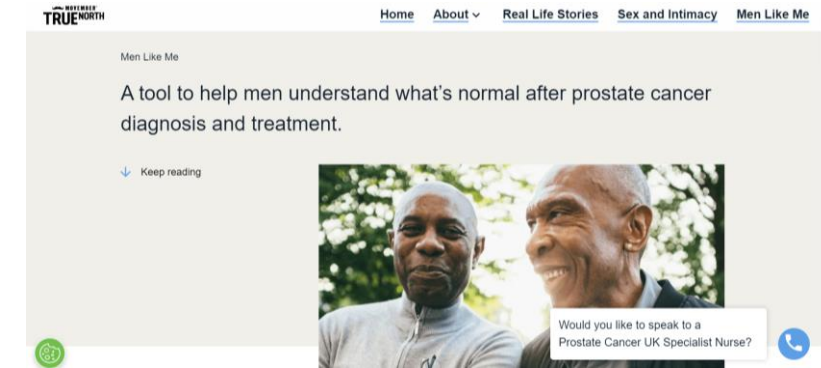 MOVEMBER
TRUENORTH
Home About Real Life Stories Sex and Intimacy Men Like Me
Men Like Me
A tool to help men understand what's normal after prostate cancer
diagnosis and treatment.
Keep reading
Would you like to speak to a
Prostate Cancer UK Specialist Nurse?